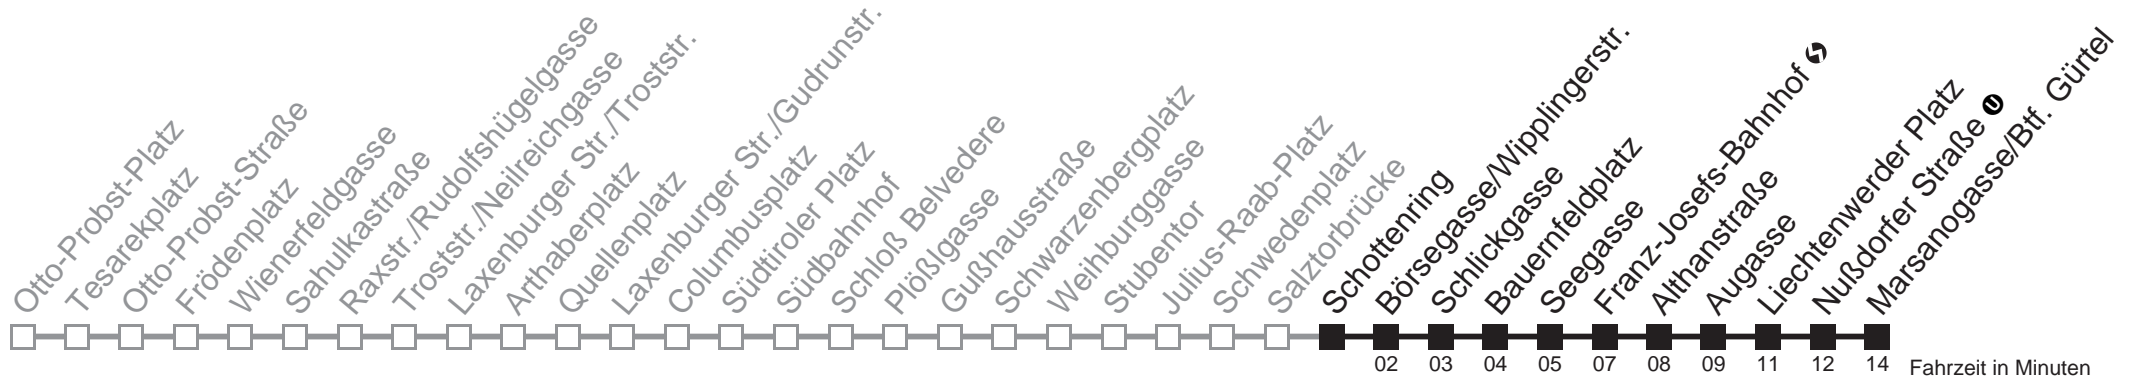 Otto-Probst-Platz
Tesarekplatz
Otto-Probst-Straße
Frödenplatz
Wienerfeldgasse
Sahulkastraße
Raxstr./Rudolfshügelgasse
Troststr./Neilreichgasse
Laxenburger Str./Troststr.
Arthaberplatz
Quellenplatz
Laxenburger Str./Gudrunstr.
Columbusplatz
Südtiroler Platz
Südbahnhof
Schloß Belvedere
Plößlgasse
Gußhausstraße
Schwarzenbergplatz
Weihburggasse
Stubentor
Julius-Raab-Platz
Schwedenplatz
Salztorbrücke
Schottenring
Börsegasse/Wipplingerstr.
Schlickgasse
Bauernfeldplatz
Seegasse
Franz-Josefs-Bahnhof
Althanstraße
Augasse
Liechtenwerder Platz
Nußdorfer Straße U
Marsanogasse/Btf. Gürtel
02 03 04 05 07 08 09 11 12 14 Fahrzeit in Minuten